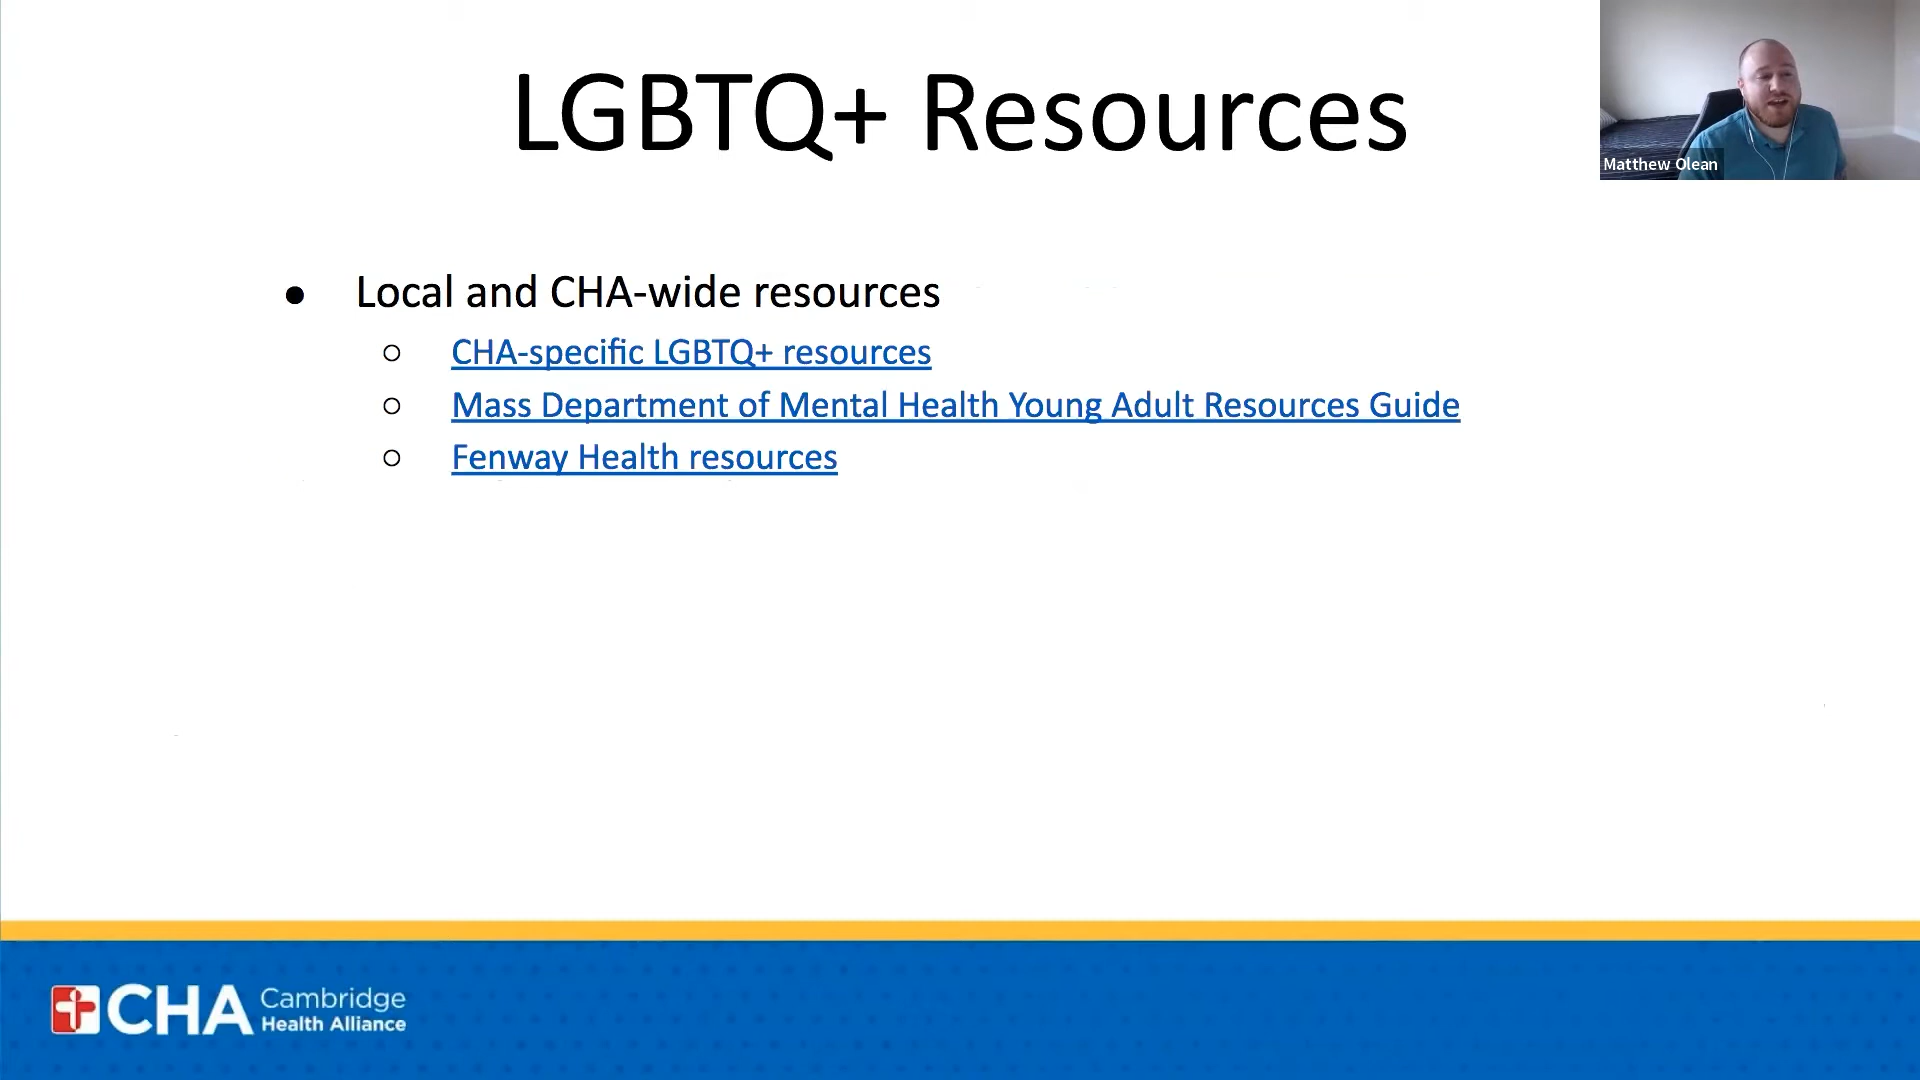 LGBTQ+ Resources
Matthew Olean
● Local and CHA-wide resources
○ CHA-specific LGBTQ+ resources
○ Mass Department of Mental Health Young Adult Resources Guide
○ Fenway Health resources
CHA Cambridge
Health Alliance